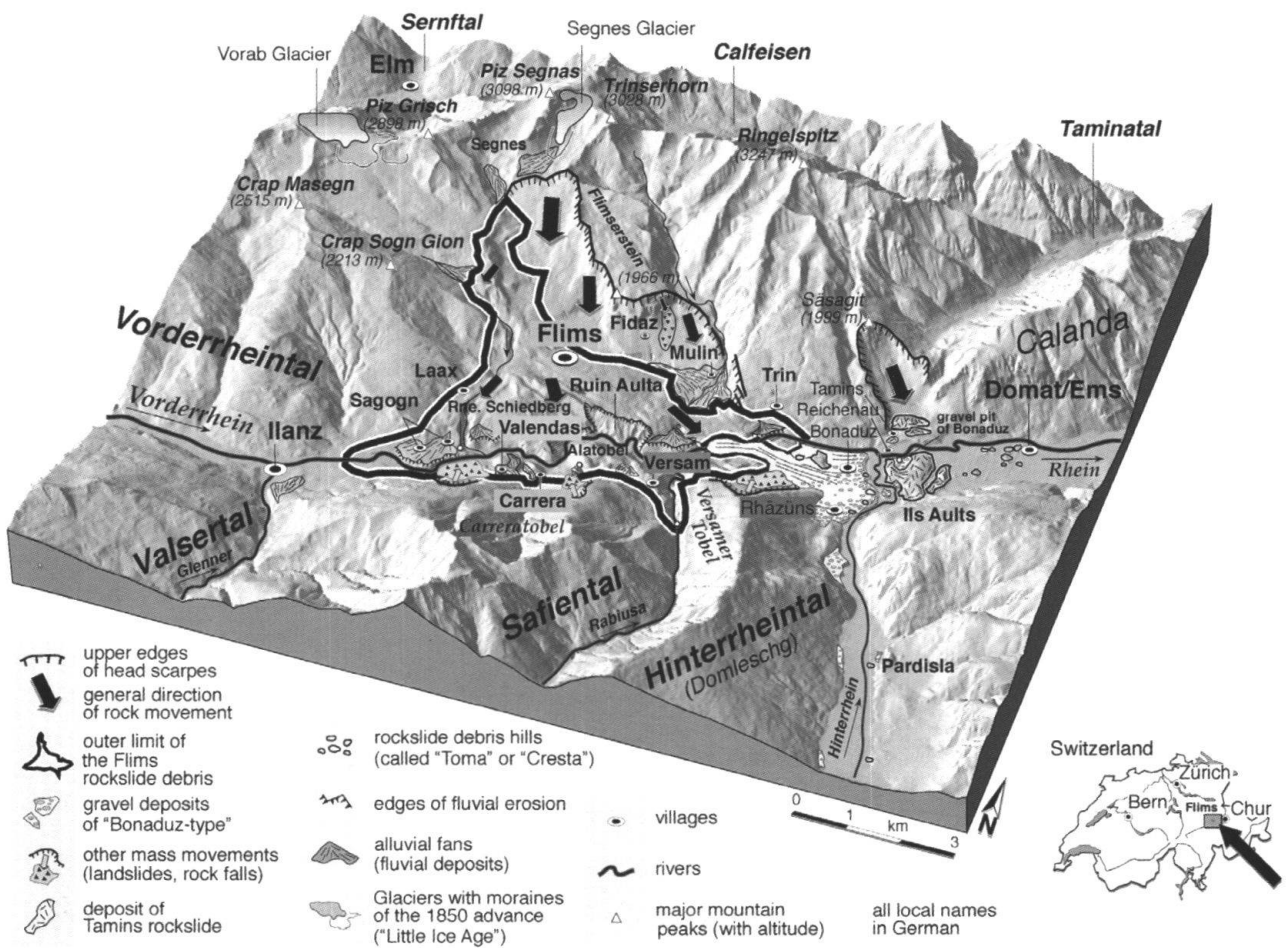 Sernftal
Segnes Glacier
Vorab Glacier
Calfeisen
Elm
Piz Segnas
(3098 m)
Trinserhorn
(3028 m)
Piz Grisch
(2898 m)
Taminatal
Ringelspitz
(3247 m)
Segnes
Crap Masegn
(2515 m)
Flimserstein
(1966 m)
Crap Sogn Gion
(2213 m)
Säsagit
(1999 m)
Calanda
Vorderrheintal
Flims
Fidaz
Mulin
Laax
Trin
Domat/Ems
Ruin Aulta
Tamins
Reichenau
Bonaduz
gravel pit
of Bonaduz
Sagogn
Rne. Schiedberg
Vorderrhein
Valendas
Ilanz
Alatobel
Versam
Rhein
Carrera
Rhäzüns
Ils Aults
Carreratobel
Versamer
Tobel
Valsertal
Glenner
Safiental
Rabiusa
Hinterrheintal
(Domleschg)
Pardisla
Hinterrhein
upper edges
of head scarpes
general direction
of rock movement
outer limit of
the Flims
rockslide debris
gravel deposits
of "Bonaduz-type"
other mass movements
(landslides, rock falls)
deposit of
Tamins rockslide
rockslide debris hills
(called "Toma" or "Cresta")
edges of fluvial erosion
alluvial fans
(fluvial deposits)
Glaciers with moraines
of the 1850 advance
("Little Ice Age")
villages
rivers
major mountain
peaks (with altitude)
all local names
in German
0 1 3
km
N
Switzerland
Zürich
Bern
Flims
Chur